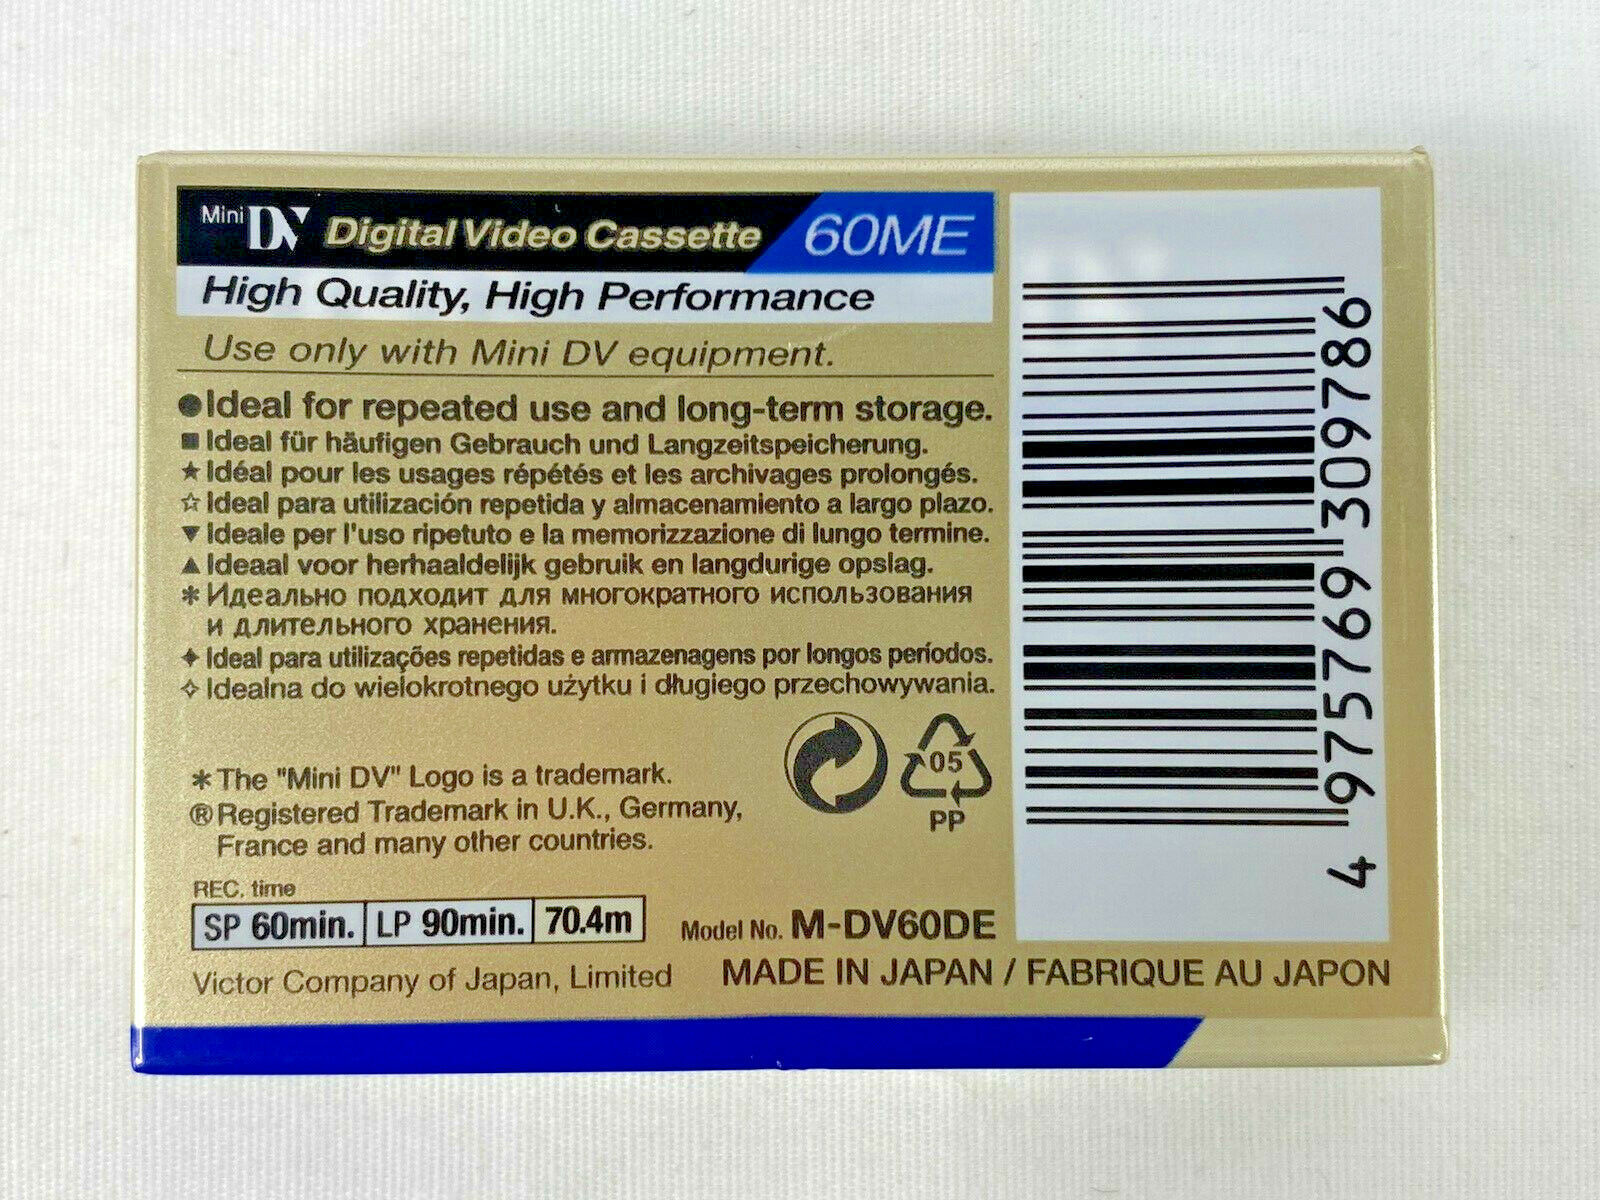 Mini DV Digital Video Cassette 60ME
High Quality, High Performance
Use only with Mini DV equipment.
●Ideal for repeated use and long-term storage.
■Ideal für häufigen Gebrauch und Langzeitspeicherung.
★Idéal pour les usages répétés et les archivages prolongés.
☆Ideal para utilización repetida y almacenamiento a largo plazo.
▼Ideale per l'uso ripetuto e la memorizzazione di lungo termine.
▲Ideaal voor herhaaldelijk gebruik en langdurige opslag.
*Идеально подходит для многократного использования
и длительного хранения.
✦Ideal para utilizações repetidas e armazenagens por longos períodos.
✧Idealna do wielokrotnego użytku i długiego przechowywania.
05
PP
*The "Mini DV" Logo is a trademark.
®Registered Trademark in U.K., Germany,
France and many other countries.
REC. time
SP 60min. LP 90min. 70.4m
Model No. M-DV60DE
Victor Company of Japan, Limited
MADE IN JAPAN / FABRIQUE AU JAPON
4 975769 309786